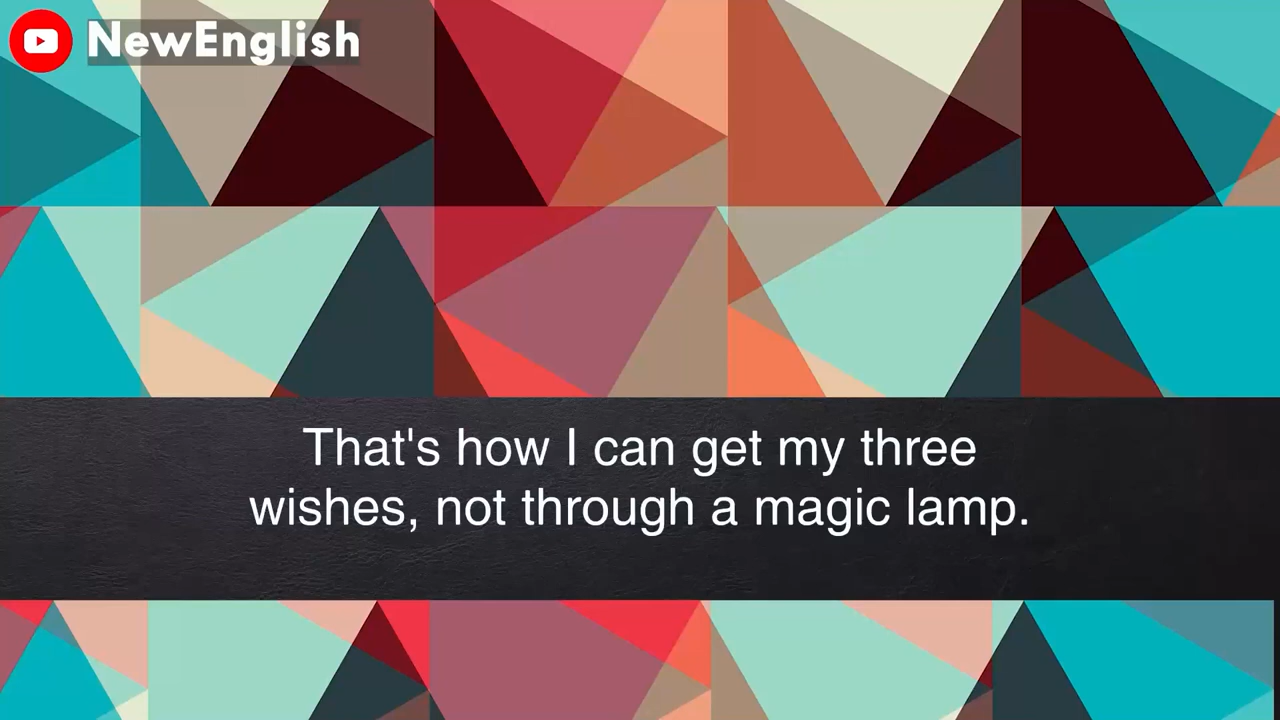 NewEnglish
That's how I can get my three
wishes, not through a magic lamp.